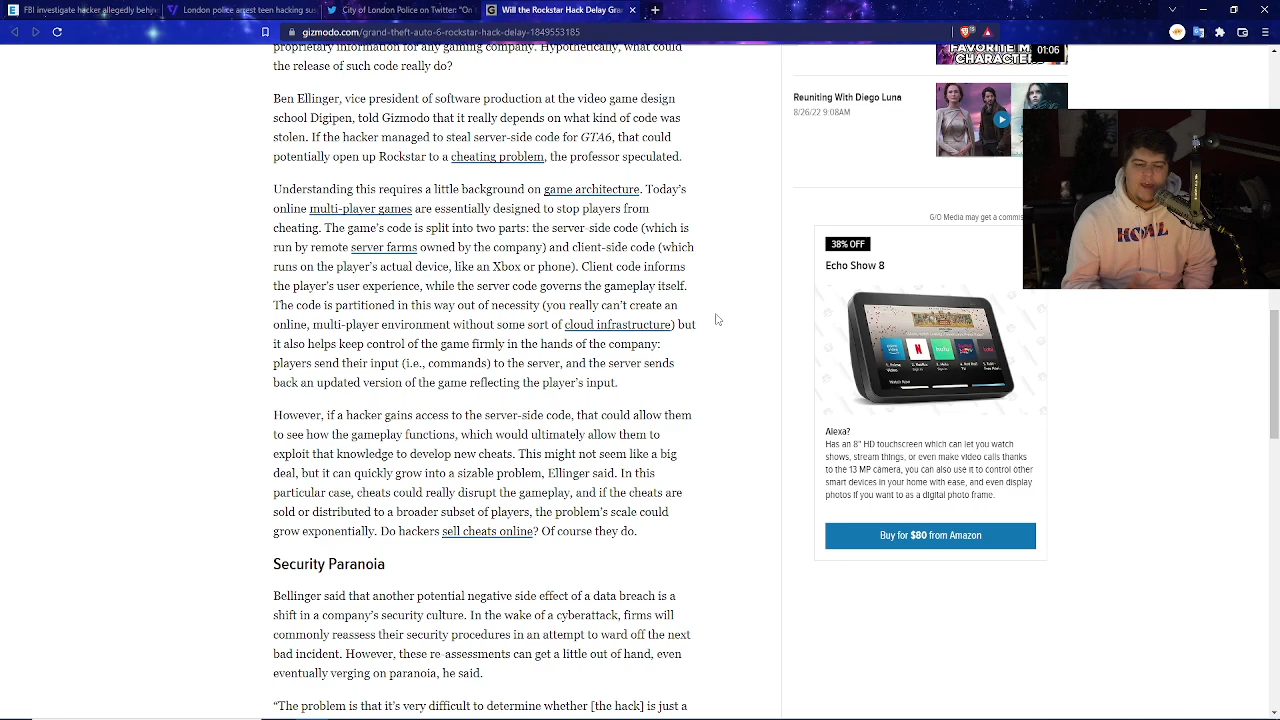 FBI investigate hacker allegedly behi
London police arrest teen hacking sus
City of London Police on Twitter: "On
Will the Rockstar Hack Delay Gra
gizmodo.com/grand-theft-auto-6-rockstar-hack-delay-1849553185
proprietary information for any gaming company. Hypothetically, what could
the release of such code really do?
Ben Ellinger, vice president of software production at the video game design
school Digipen, told Gizmodo that it really depends on what kind of code was
stolen. If the hacker managed to steal server-side code for GTA6, that could
potentially open up Rockstar to a cheating problem, the professor speculated.
Understanding this requires a little background on game architecture. Today's
online multi-player games are essentially designed to stop players from
cheating. The game's code is split into two parts: the server-side code (which is
run by remote server farms owned by the company) and client-side code (which
runs on the player's actual device, like an Xbox or phone). Client code informs
the player's user experience, while the server code governs the gameplay itself.
The code is partitioned in this way out of necessity (you really can't create an
online, multi-player environment without some sort of cloud infrastructure) but
it also helps keep control of the game firmly in the hands of the company:
players send their input (i.e., commands) to the server, and the server sends
back an updated version of the game reflecting the player's input.
However, if a hacker gains access to the server-side code, that could allow them
to see how the gameplay functions, which would ultimately allow them to
exploit that knowledge to develop new cheats. This might not seem like a big
deal, but it can quickly grow into a sizable problem, Ellinger said. In this
particular case, cheats could really disrupt the gameplay, and if the cheats are
sold or distributed to a broader subset of players, the problem's scale could
grow exponentially. Do hackers sell cheats online? Of course they do.
Security Paranoia
Bellinger said that another potential negative side effect of a data breach is a
shift in a company's security culture. In the wake of a cyberattack, firms will
commonly reassess their security procedures in an attempt to ward off the next
bad incident. However, these re-assessments can get a little out of hand, even
eventually verging on paranoia, he said.
"The problem is that it's very difficult to determine whether [the hack] is just a
FAVORITE M
CHARACTER
01:06
Reuniting With Diego Luna
8/26/22 9:08AM
G/O Media may get a commis
38% OFF
Echo Show 8
Alexa?
Has an 8" HD touchscreen which can let you watch
shows, stream things, or even make video calls thanks
to the 13 MP camera, you can also use it to control other
smart devices in your home with ease, and even display
photos if you want to as a digital photo frame.
Buy for $80 from Amazon